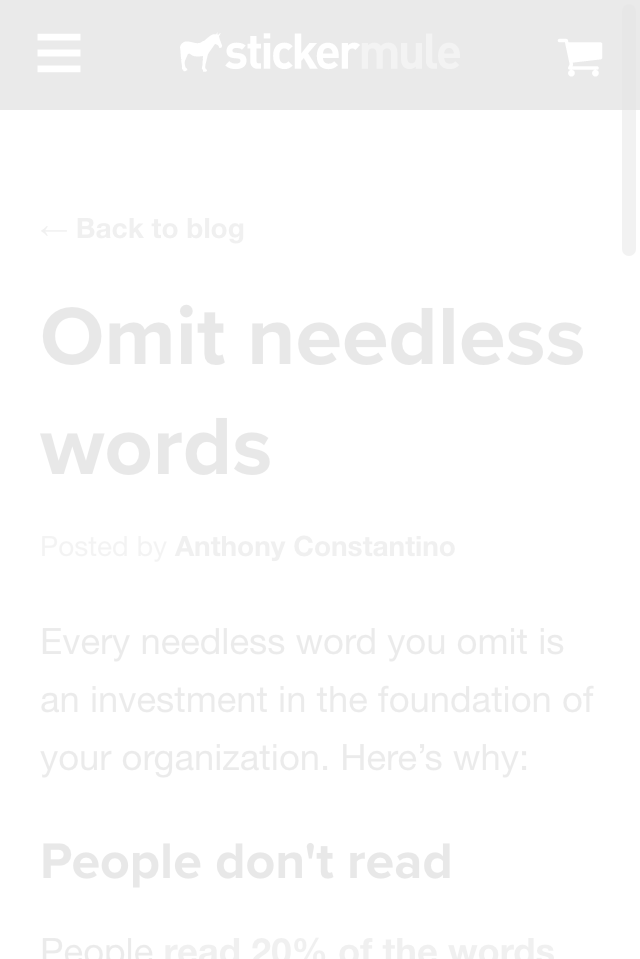 stickermule
← Back to blog
Omit needless
words
Posted by Anthony Constantino
Every needless word you omit is
an investment in the foundation of
your organization. Here’s why:
People don't read
People read 20% of the words